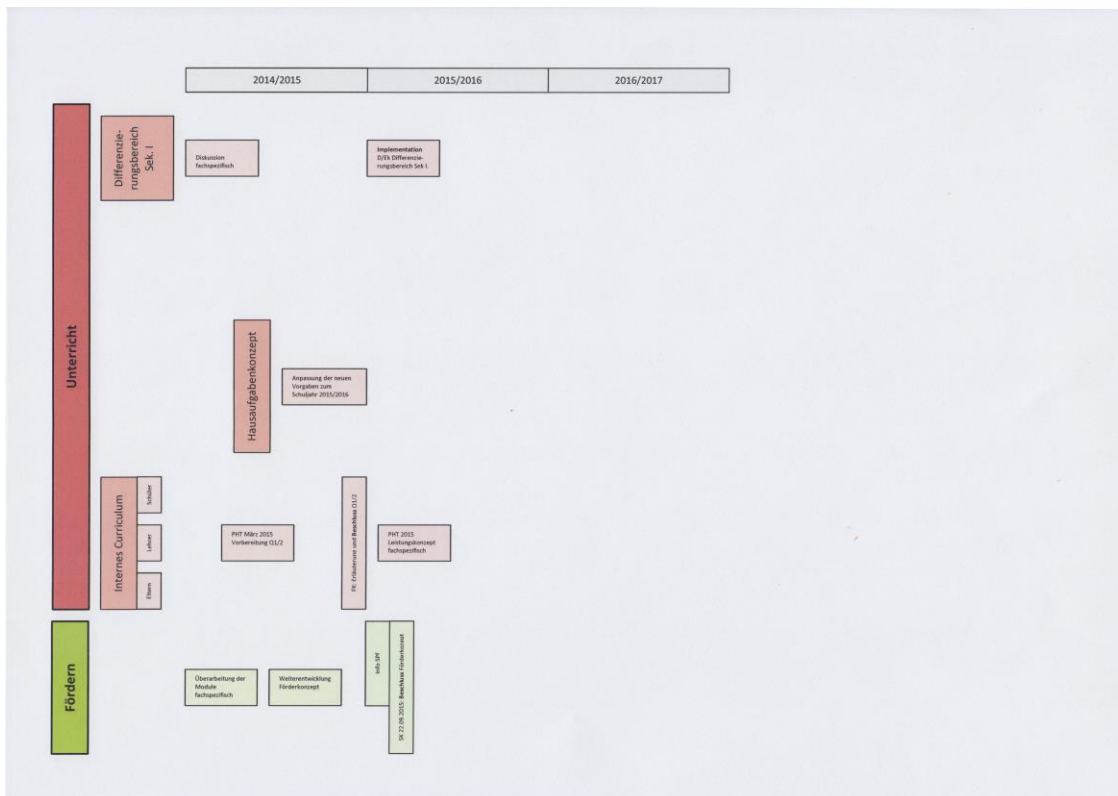 2014/2015
2015/2016
2016/2017
Unterricht
Differenzie-
rungsbereich
Sek. I
Diskussion
fachspezifisch
Implementation
D/Ek Differenzie-
rungsbereich Sek I.
Hausaufgabenkonzept
Anpassung der neuen
Vorgaben zum
Schuljahr 2015/2016
Internes Curriculum
Schüler
Lehrer
Eltern
PHT März 2015
Vorbereitung Q1/2
Erläuterung und Beschluss Q1/2
PHT 2015
Leistungskonzept
fachspezifisch
Fördern
Überarbeitung der
Module
fachspezifisch
Weiterentwicklung
Förderkonzept
Info SPF
SK 22.09.2015: Beschluss Förderkonzept